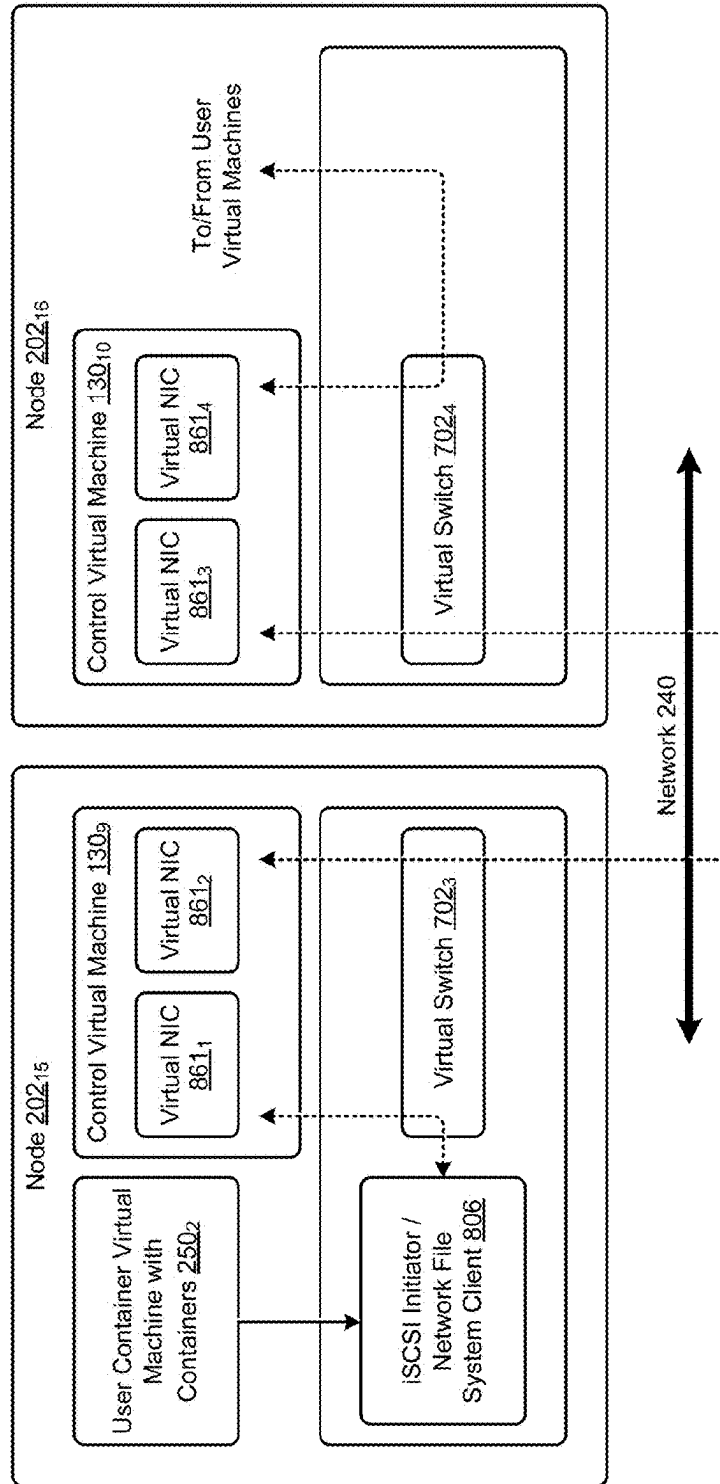 Node 202₁₅
User Container Virtual
Machine with
Containers 250₂
Control Virtual Machine 130₉
Virtual NIC
861₁
Virtual NIC
861₂
iSCSI Initiator /
Network File
System Client 806
Virtual Switch 702₃
Node 202₁₆
Control Virtual Machine 130₁₀
Virtual NIC
861₃
Virtual NIC
861₄
To/From User
Virtual Machines
Virtual Switch 702₄
Network 240